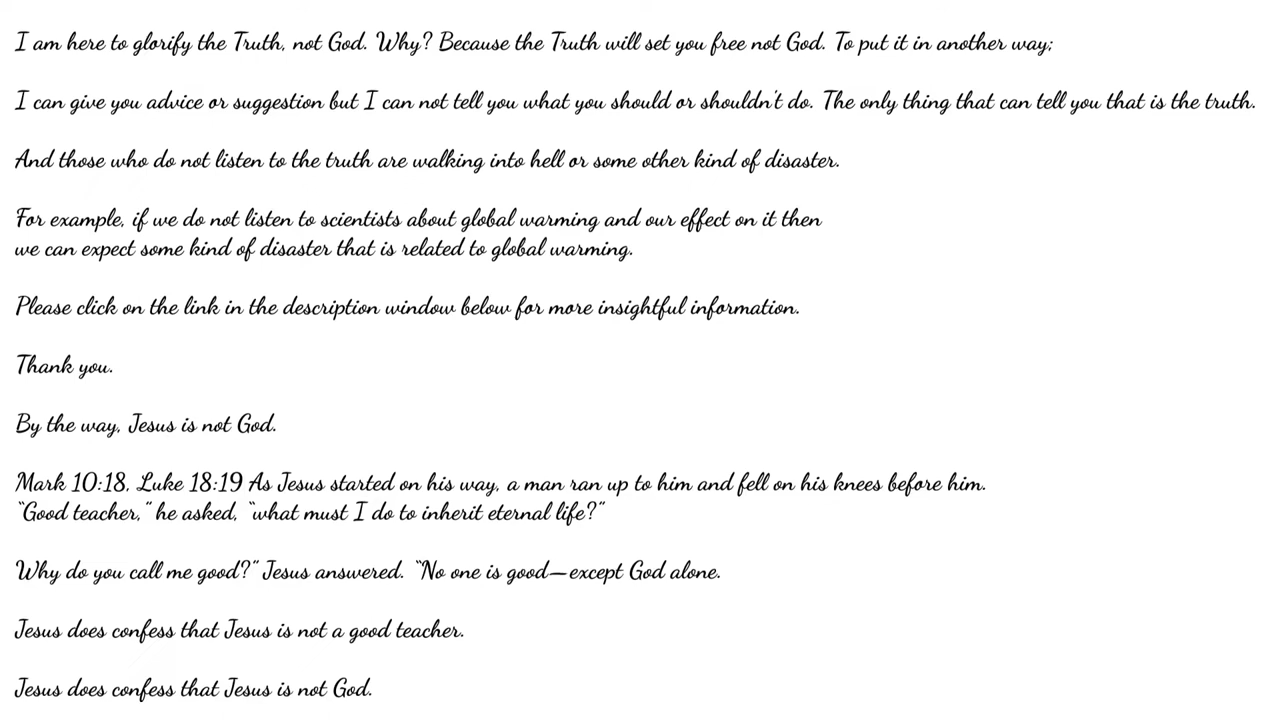 I am here to glorify the Truth, not God. Why? Because the Truth will set you free not God. To put it in another way;
I can give you advice or suggestion but I can not tell you what you should or shouldn't do. The only thing that can tell you that is the truth.
And those who do not listen to the truth are walking into hell or some other kind of disaster.
For example, if we do not listen to scientists about global warming and our effect on it then
we can expect some kind of disaster that is related to global warming.
Please click on the link in the description window below for more insightful information.
Thank you.
By the way, Jesus is not God.
Mark 10:18, Luke 18:19 As Jesus started on his way, a man ran up to him and fell on his knees before him.
“Good teacher,” he asked, “what must I do to inherit eternal life?”
Why do you call me good?” Jesus answered. “No one is good—except God alone.
Jesus does confess that Jesus is not a good teacher.
Jesus does confess that Jesus is not God.